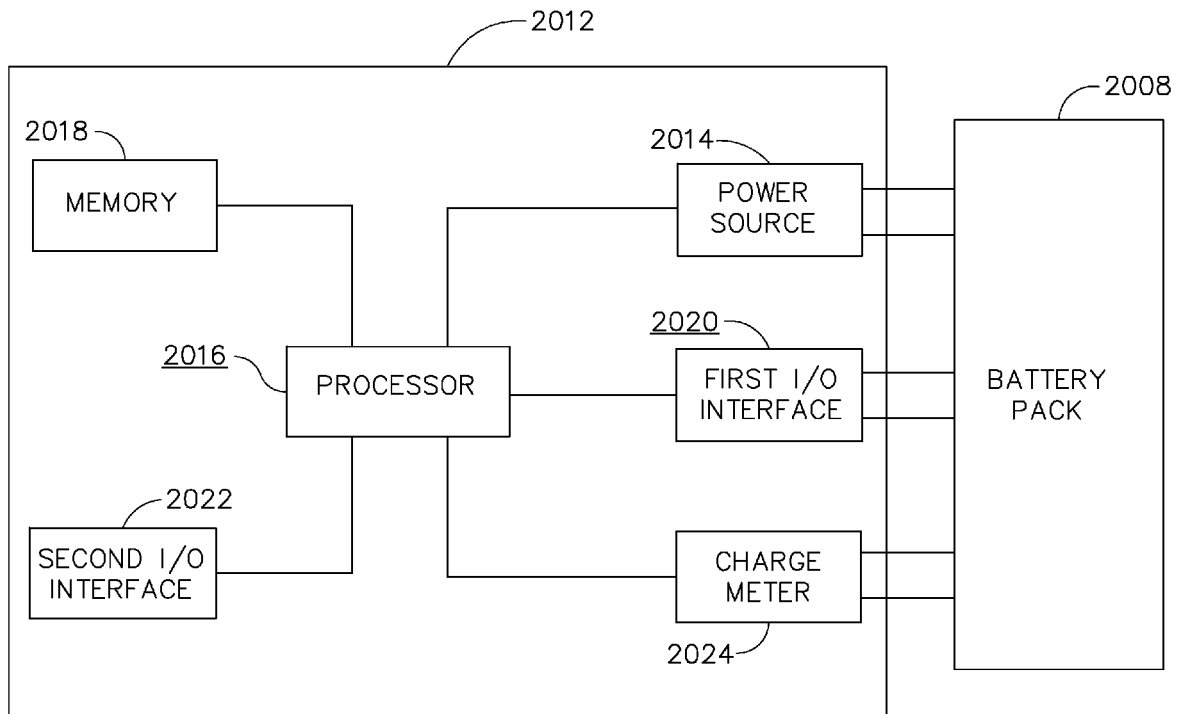 2012
2008
2018
MEMORY
2014
POWER
SOURCE
2016
PROCESSOR
2020
FIRST I/O
INTERFACE
BATTERY
PACK
2022
SECOND I/O
INTERFACE
CHARGE
METER
2024